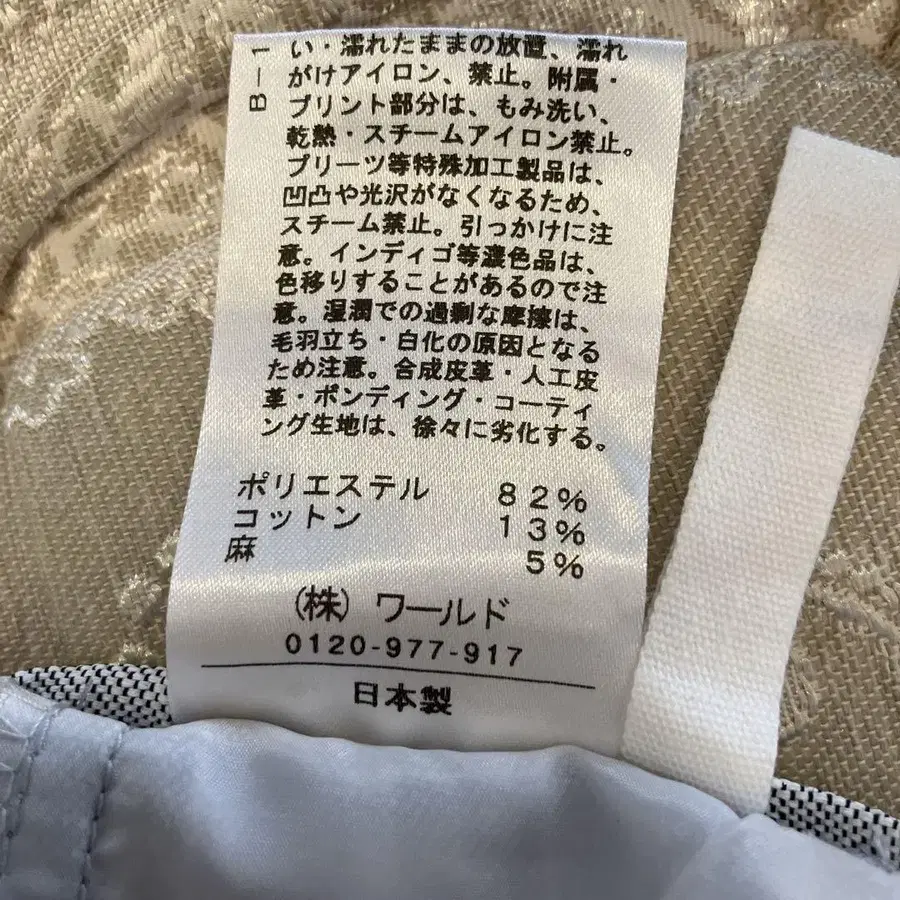 B-1
い・濡れたままの放置、濡れ
がけアイロン、禁止。附属・
プリント部分は、もみ洗い、
乾熱・スチームアイロン禁止。
プリーツ等特殊加工製品は、
凹凸や光沢がなくなるため、
スチーム禁止。引っかけに注
意。インディゴ等濃色品は、
色移りすることがあるので注
意。湿潤での過剰な摩擦は、
毛羽立ち・白化の原因となる
ため注意。合成皮革・人工皮
革・ボンディング・コーティ
ング生地は、徐々に劣化する。
ポリエステル 82%
コットン 13%
麻 5%
(株) ワールド
0120-977-917
日本製